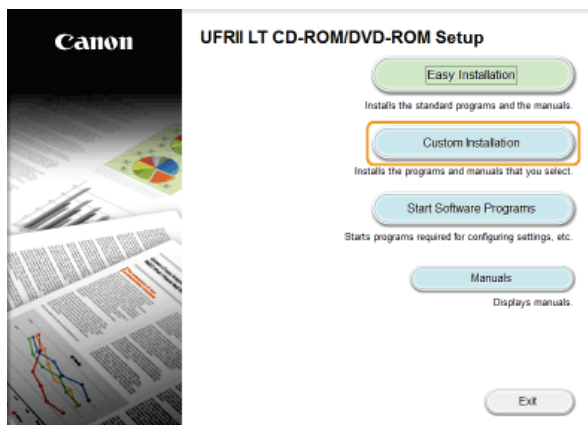 Canon
UFRII LT CD-ROM/DVD-ROM Setup
Easy Installation
Installs the standard programs and the manuals.
Custom Installation
Installs the programs and manuals that you select.
Start Software Programs
Starts programs required for configuring settings, etc.
Manuals
Displays manuals.
Exit